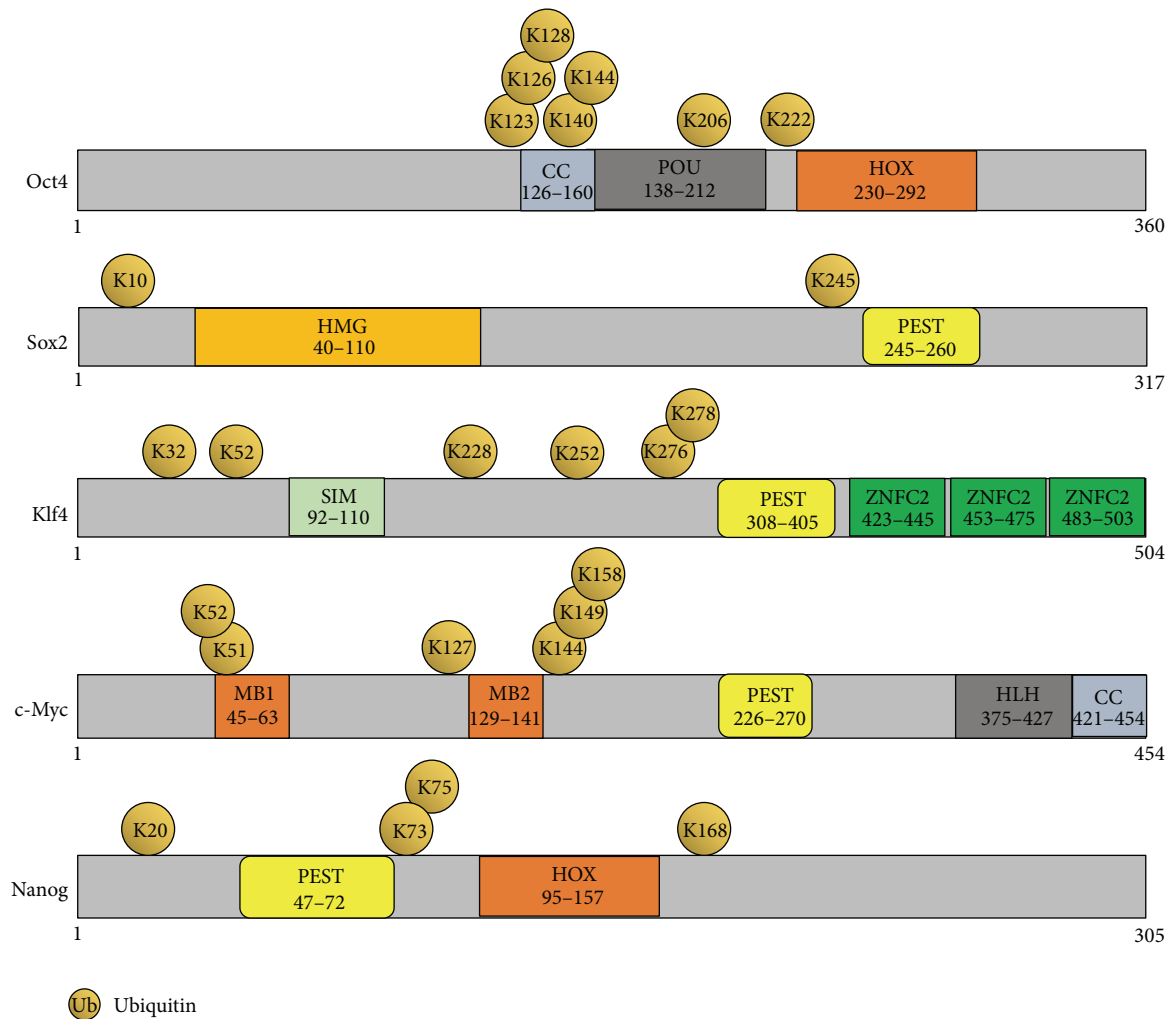 K128
K126 K144
K123 K140 K206 K222
Oct4
CC POU HOX
126–160 138–212 230–292
1 360
K10 K245
Sox2
HMG PEST
40–110 245–260
1 317
K278
K32 K52 K228 K252 K276
Klf4
SIM PEST ZNFC2 ZNFC2 ZNFC2
92–110 308–405 423–445 453–475 483–503
1 504
K158
K52 K149
K51 K127 K144
c-Myc
MB1 MB2 PEST HLH CC
45–63 129–141 226–270 375–427 421–454
1 454
K75
K20 K73 K168
Nanog
PEST HOX
47–72 95–157
1 305
Ub Ubiquitin